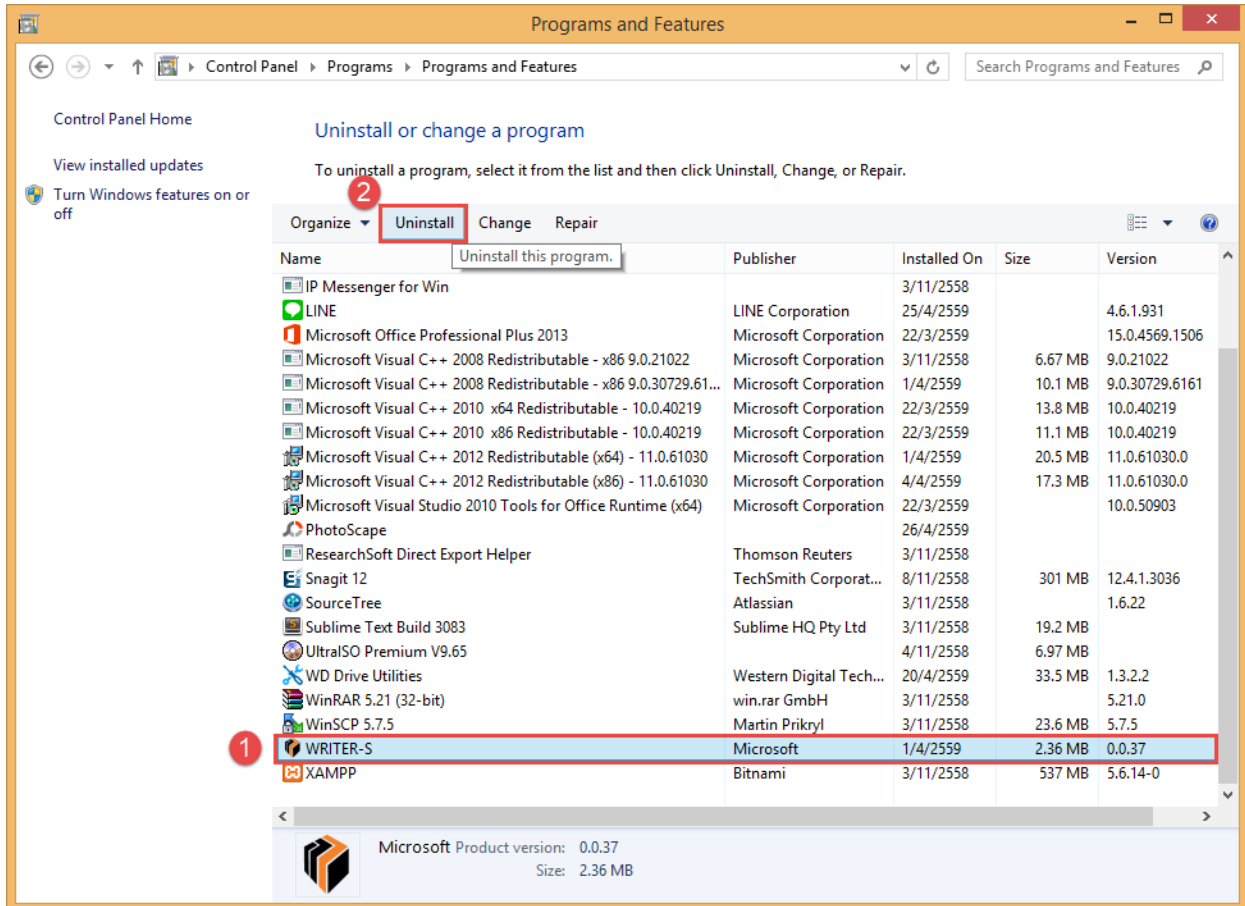 Programs and Features
Control Panel Programs Programs and Features
Search Programs and Features
Control Panel Home
View installed updates
Turn Windows features on or
off
Uninstall or change a program
To uninstall a program, select it from the list and then click Uninstall, Change, or Repair.
2
Organize Uninstall Change Repair
Uninstall this program.
Name Publisher Installed On Size Version
IP Messenger for Win 3/11/2558
LINE LINE Corporation 25/4/2559 4.6.1.931
Microsoft Office Professional Plus 2013 Microsoft Corporation 22/3/2559 15.0.4569.1506
Microsoft Visual C++ 2008 Redistributable - x86 9.0.21022 Microsoft Corporation 3/11/2558 6.67 MB 9.0.21022
Microsoft Visual C++ 2008 Redistributable - x86 9.0.30729.61... Microsoft Corporation 1/4/2559 10.1 MB 9.0.30729.6161
Microsoft Visual C++ 2010 x64 Redistributable - 10.0.40219 Microsoft Corporation 22/3/2559 13.8 MB 10.0.40219
Microsoft Visual C++ 2010 x86 Redistributable - 10.0.40219 Microsoft Corporation 22/3/2559 11.1 MB 10.0.40219
Microsoft Visual C++ 2012 Redistributable (x64) - 11.0.61030 Microsoft Corporation 1/4/2559 20.5 MB 11.0.61030.0
Microsoft Visual C++ 2012 Redistributable (x86) - 11.0.61030 Microsoft Corporation 4/4/2559 17.3 MB 11.0.61030.0
Microsoft Visual Studio 2010 Tools for Office Runtime (x64) Microsoft Corporation 22/3/2559 10.0.50903
PhotoScape 26/4/2559
ResearchSoft Direct Export Helper Thomson Reuters 3/11/2558
Snagit 12 TechSmith Corporat... 8/11/2558 301 MB 12.4.1.3036
SourceTree Atlassian 3/11/2558 1.6.22
Sublime Text Build 3083 Sublime HQ Pty Ltd 3/11/2558 19.2 MB
UltraISO Premium V9.65 4/11/2558 6.97 MB
WD Drive Utilities Western Digital Tech... 20/4/2559 33.5 MB 1.3.2.2
WinRAR 5.21 (32-bit) win.rar GmbH 3/11/2558 5.21.0
WinSCP 5.7.5 Martin Prikryl 3/11/2558 23.6 MB 5.7.5
1 WRITER-S Microsoft 1/4/2559 2.36 MB 0.0.37
XAMPP Bitnami 3/11/2558 537 MB 5.6.14-0
Microsoft Product version: 0.0.37
Size: 2.36 MB